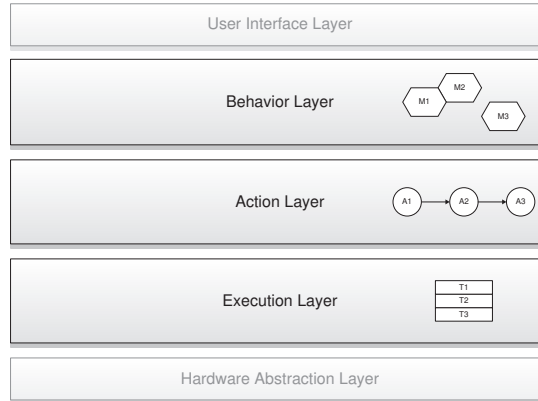 User Interface Layer
Behavior Layer
M1
M2
M3
Action Layer
A1
A2
A3
Execution Layer
T1
T2
T3
Hardware Abstraction Layer